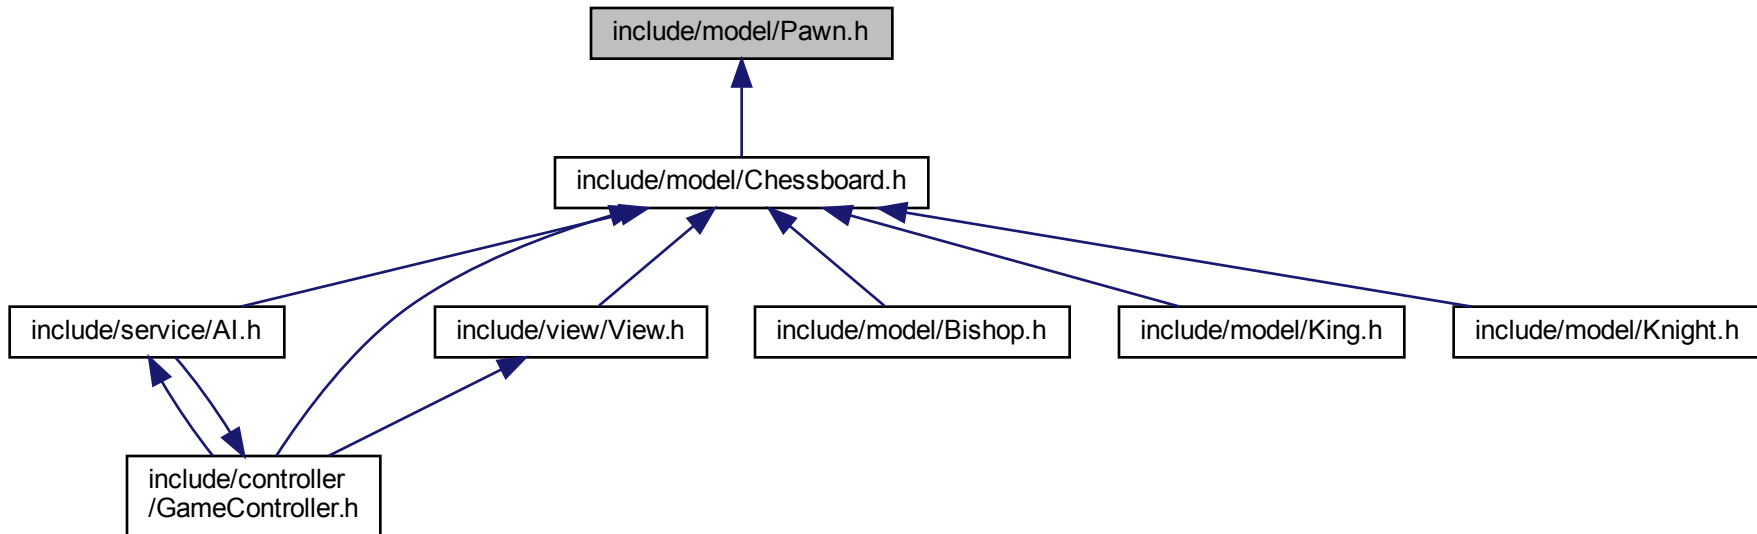 include/model/Pawn.h
include/model/Chessboard.h
include/service/AI.h
include/view/View.h
include/model/Bishop.h
include/model/King.h
include/model/Knight.h
include/controller
/GameController.h